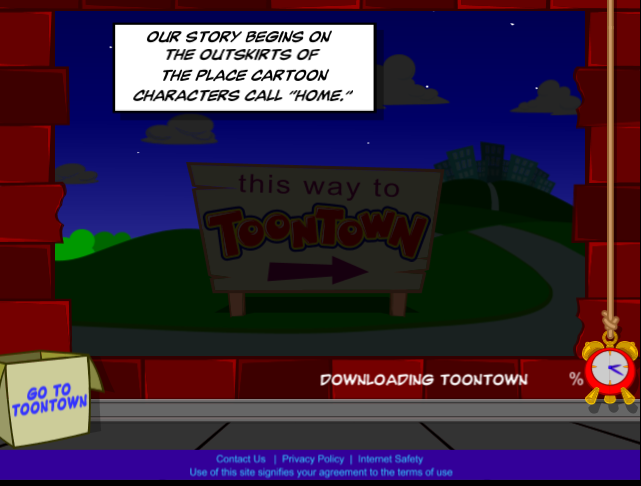 OUR STORY BEGINS ON
THE OUTSKIRTS OF
THE PLACE CARTOON
CHARACTERS CALL "HOME."
this way to
TOONTOWN
DOWNLOADING TOONTOWN %
GO TO
TOONTOWN
Contact Us | Privacy Policy | Internet Safety
Use of this site signifies your agreement to the terms of use